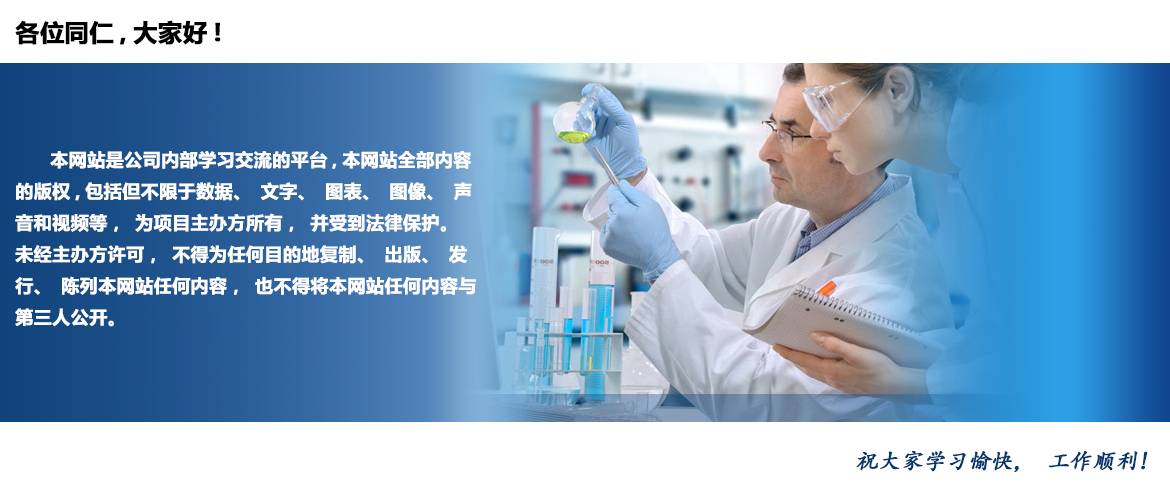 各位同仁，大家好！
本网站是公司内部学习交流的平台，本网站全部内容
的版权，包括但不限于数据、 文字、 图表、 图像、 声
音和视频等， 为项目主办方所有， 并受到法律保护。
未经主办方许可， 不得为任何目的地复制、 出版、 发
行、 陈列本网站任何内容， 也不得将本网站任何内容与
第三人公开。
祝大家学习愉快， 工作顺利！